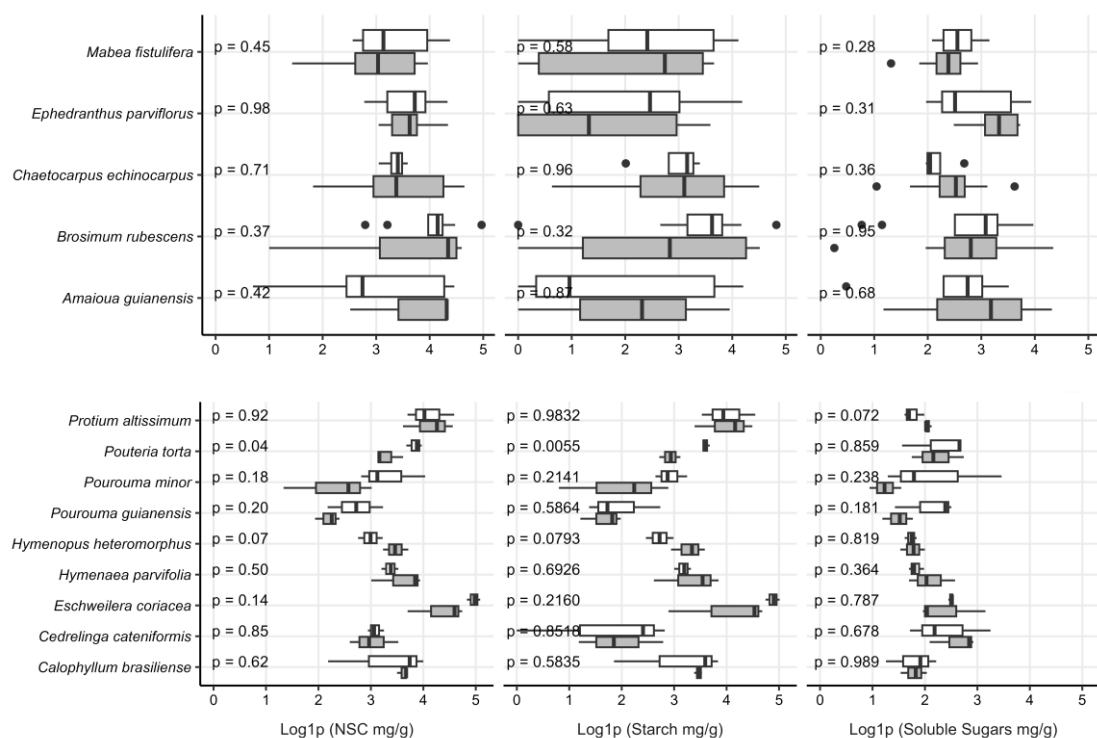 Mabea fistulifera p = 0.45 p = 0.58 p = 0.28
Ephedranthus parviflorus p = 0.98 p = 0.63 p = 0.31
Chaetocarpus echinocarpus p = 0.71 p = 0.96 p = 0.36
Brosimum rubescens p = 0.37 p = 0.32 p = 0.95
Amaioua guianensis p = 0.42 p = 0.87 p = 0.68
0 1 2 3 4 5 0 1 2 3 4 5 0 1 2 3 4 5
Protium altissimum p = 0.92 p = 0.9832 p = 0.072
Pouteria torta p = 0.04 p = 0.0055 p = 0.859
Pourouma minor p = 0.18 p = 0.2141 p = 0.238
Pourouma guianensis p = 0.20 p = 0.5864 p = 0.181
Hymenopus heteromorphus p = 0.07 p = 0.0793 p = 0.819
Hymenaea parvifolia p = 0.50 p = 0.6926 p = 0.364
Eschweilera coriacea p = 0.14 p = 0.2160 p = 0.787
Cedrelinga cateniformis p = 0.85 p = 0.8518 p = 0.678
Calophyllum brasiliense p = 0.62 p = 0.5835 p = 0.989
0 1 2 3 4 5 0 1 2 3 4 5 0 1 2 3 4 5
Log1p (NSC mg/g) Log1p (Starch mg/g) Log1p (Soluble Sugars mg/g)